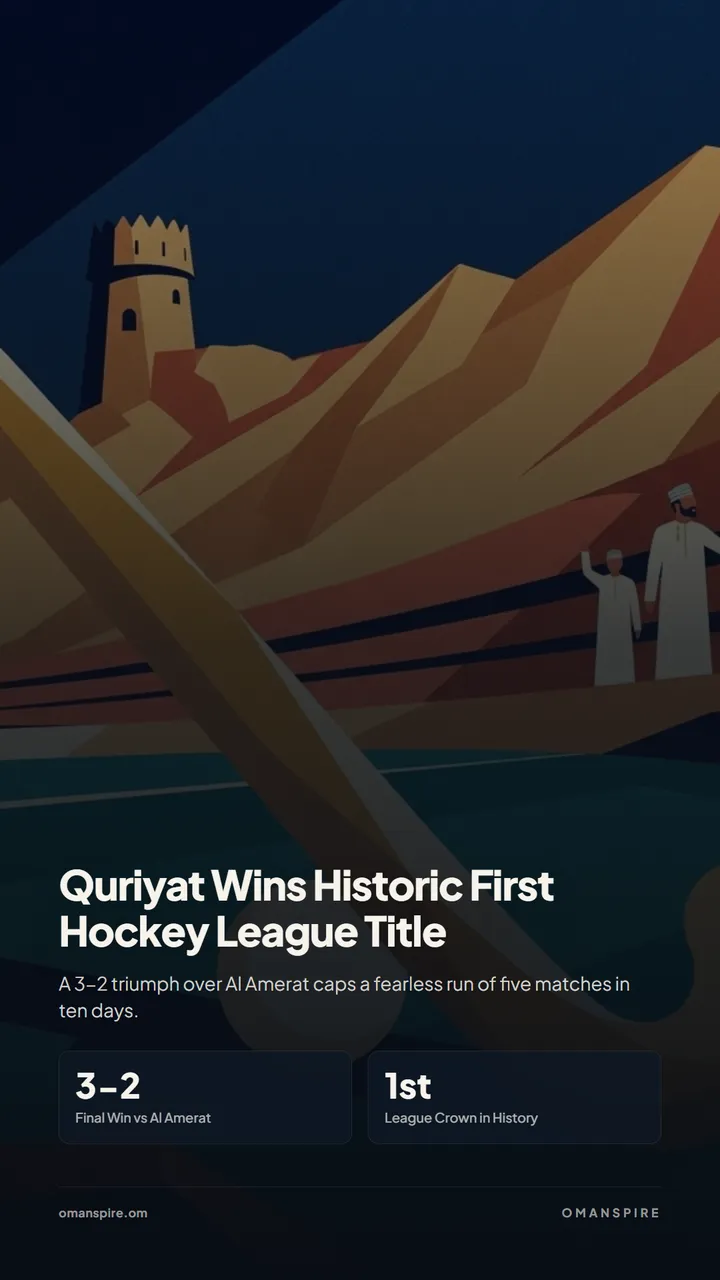 Quriyat Wins Historic First
Hockey League Title
A 3–2 triumph over Al Amerat caps a fearless run of five matches in
ten days.
3–2
Final Win vs Al Amerat
1st
League Crown in History
omanspire.om
OMANSPIRE